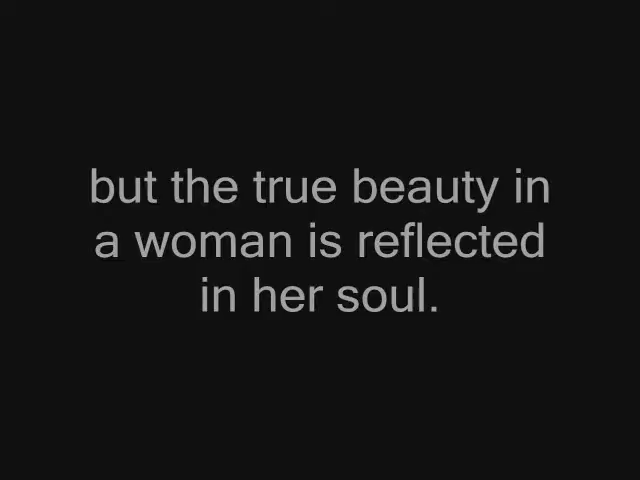 but the true beauty in
a woman is reflected
in her soul.